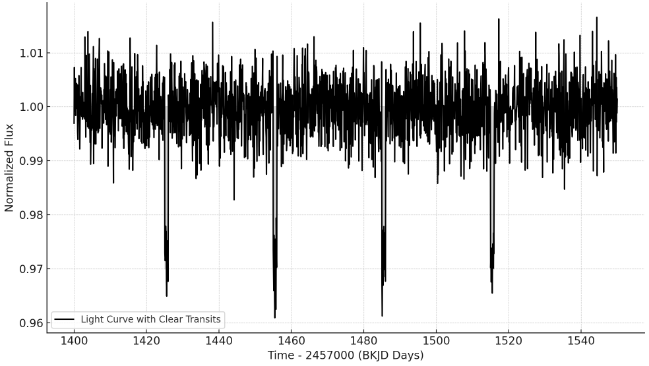 Normalized Flux
1.01
1.00
0.99
0.98
0.97
0.96
Light Curve with Clear Transits
1400 1420 1440 1460 1480 1500 1520 1540
Time - 2457000 (BKJD Days)